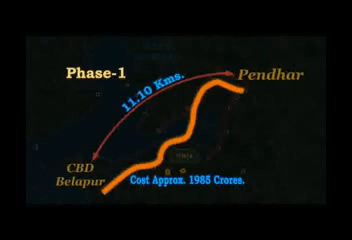 Phase-1
11.10 Kms.
Pendhar
CBD
Belapur
Cost Approx. 1985 Crores.